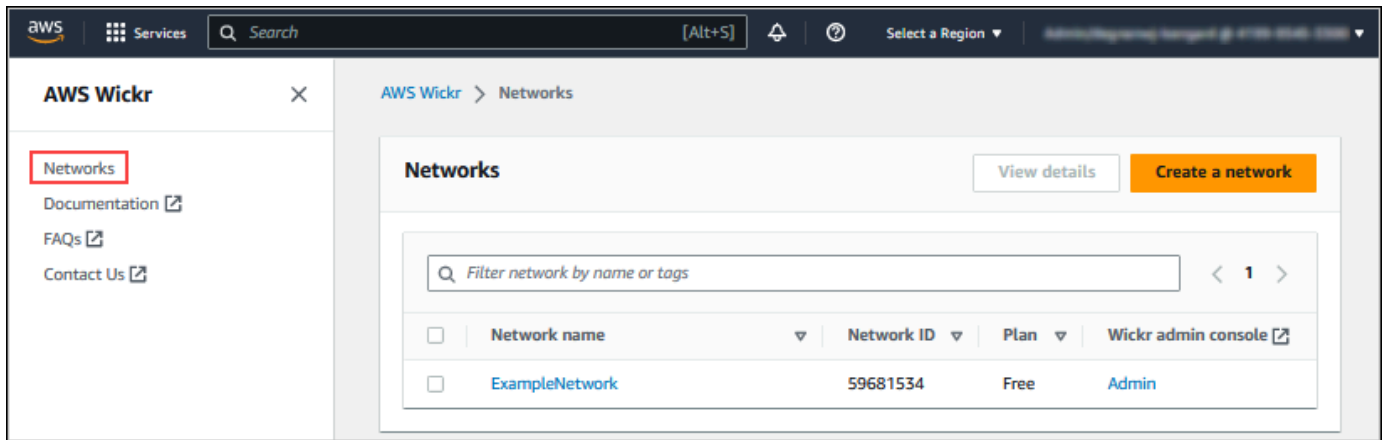 aws Services Search [Alt+S] Select a Region
AWS Wickr
Networks
Documentation
FAQs
Contact Us
AWS Wickr > Networks
Networks View details Create a network
Filter network by name or tags < 1 >
Network name Network ID Plan Wickr admin console
ExampleNetwork 59681534 Free Admin